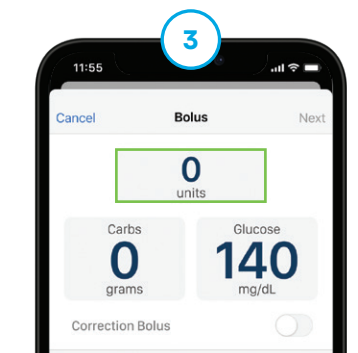 3
11:55
Cancel Bolus Next
0
units
Carbs Glucose
0 140
grams mg/dL
Correction Bolus